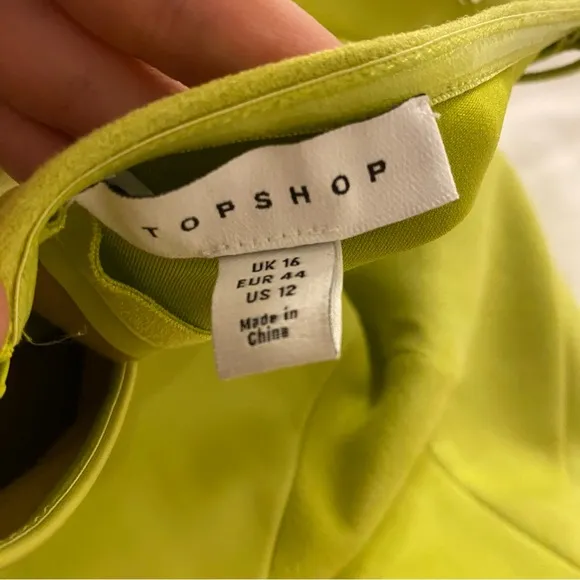 TOPSHOP
UK 16
EUR 44
US 12
Made in
China